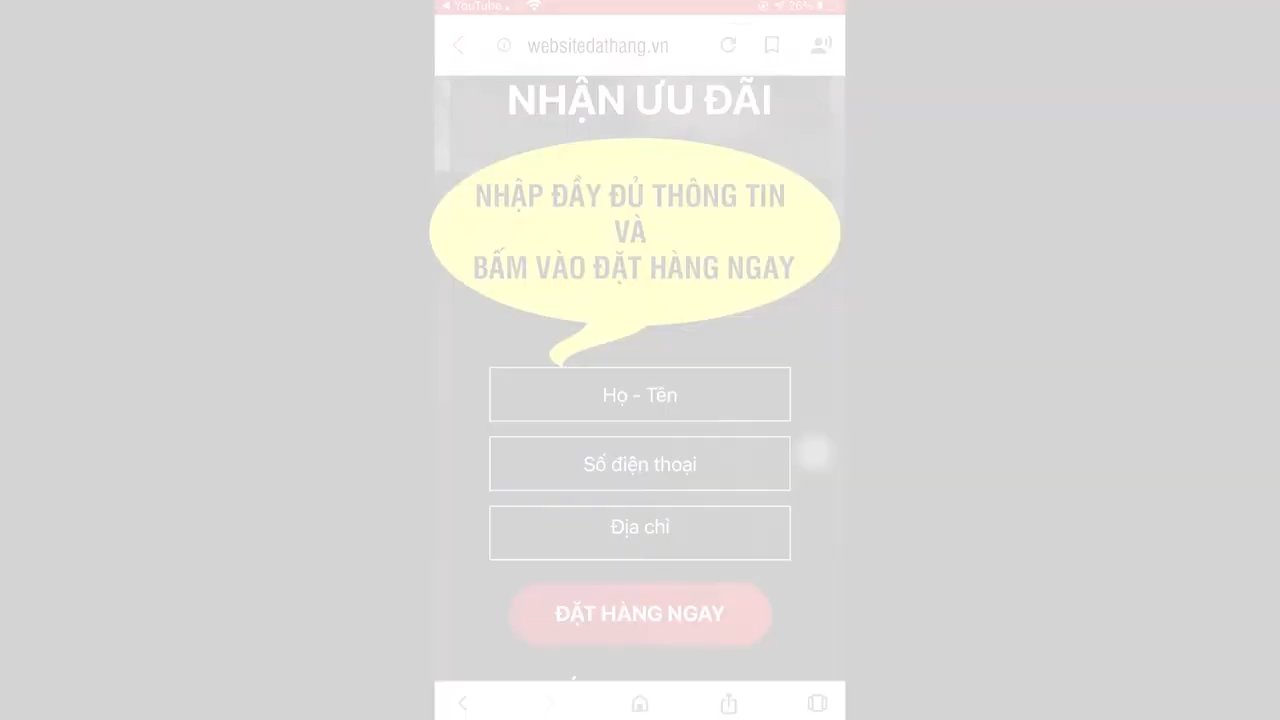 YouTube
26%
websitedathang.vn
NHẬN ƯU ĐÃI
NHẬP ĐẦY ĐỦ THÔNG TIN
VÀ
BẤM VÀO ĐẶT HÀNG NGAY
Họ - Tên
Số điện thoại
Địa chỉ
ĐẶT HÀNG NGAY